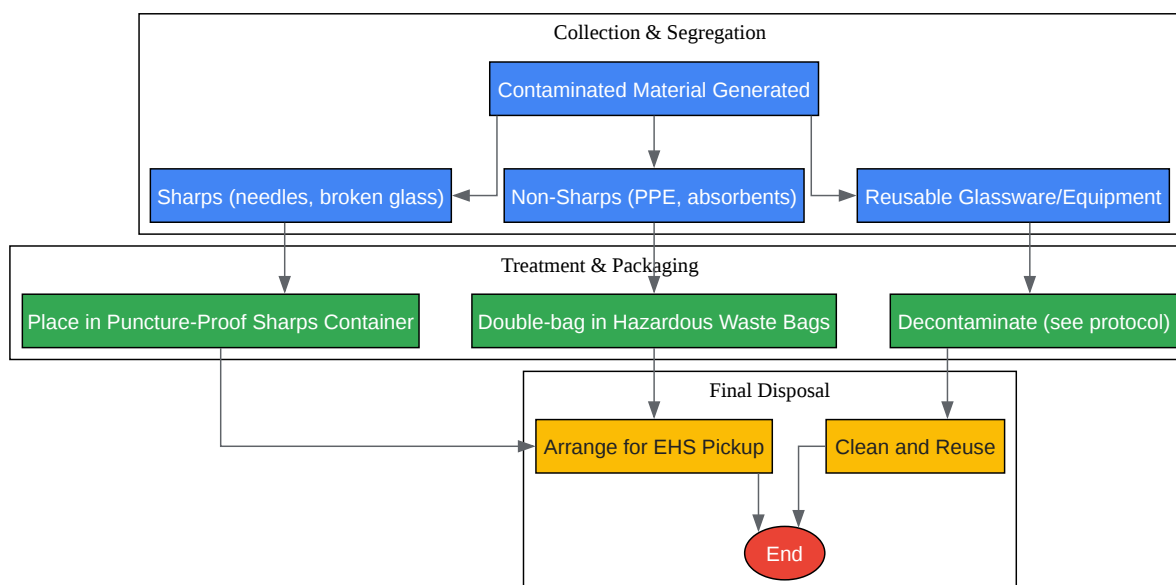 Collection & Segregation
Contaminated Material Generated
Sharps (needles, broken glass)
Non-Sharps (PPE, absorbents)
Reusable Glassware/Equipment
Treatment & Packaging
Place in Puncture-Proof Sharps Container
Double-bag in Hazardous Waste Bags
Decontaminate (see protocol)
Final Disposal
Arrange for EHS Pickup
Clean and Reuse
End